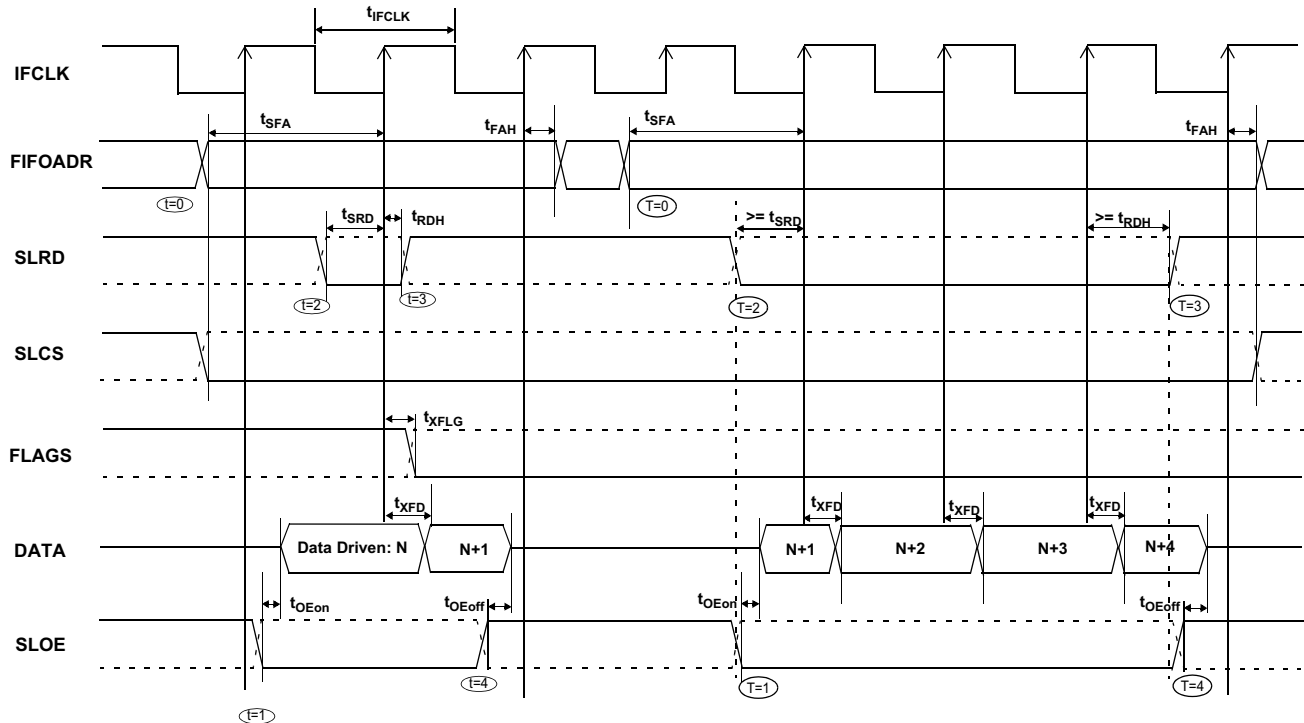 tIFCLK
IFCLK
tSFA
tFAH
tSFA
tFAH
FIFOADR
t=0
T=0
tSRD
tRDH
>= tSRD
>= tRDH
SLRD
t=2
t=3
T=2
T=3
SLCS
tXFLG
FLAGS
tXFD
tXFD
tXFD
tXFD
DATA
Data Driven: N
N+1
N+1
N+2
N+3
N+4
tOEon
tOEoff
tOEon
tOEoff
SLOE
t=4
T=1
T=4
t=1